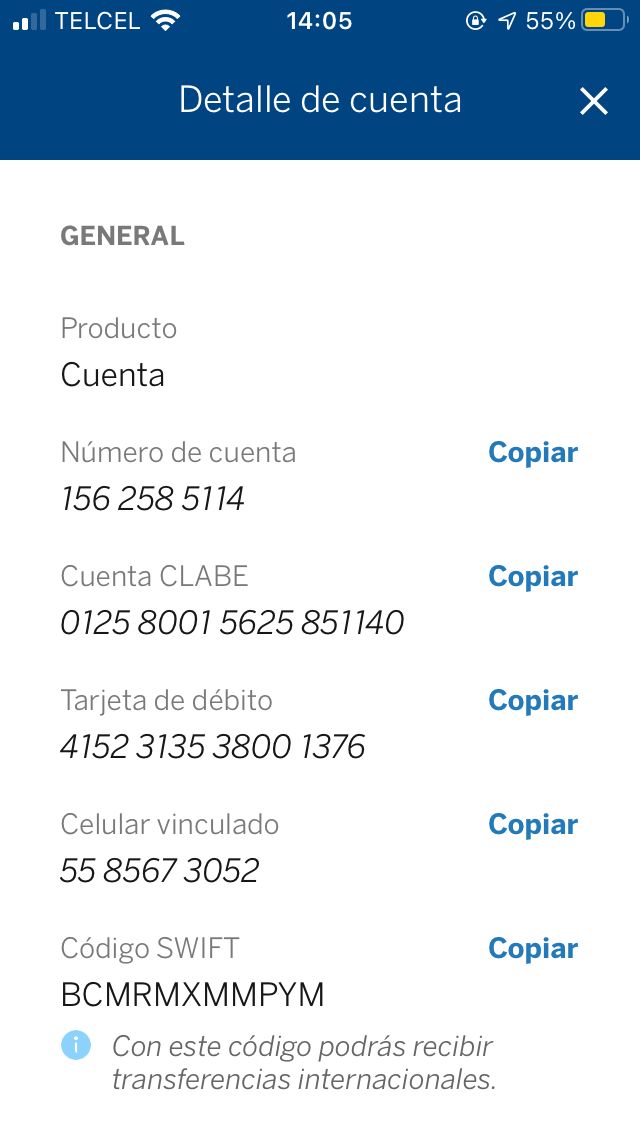 TELCEL 14:05 55%
Detalle de cuenta
GENERAL
Producto
Cuenta
Número de cuenta Copiar
156 258 5114
Cuenta CLABE Copiar
0125 8001 5625 851140
Tarjeta de débito Copiar
4152 3135 3800 1376
Celular vinculado Copiar
55 8567 3052
Código SWIFT Copiar
BCMRMXMMPYM
Con este código podrás recibir
transferencias internacionales.